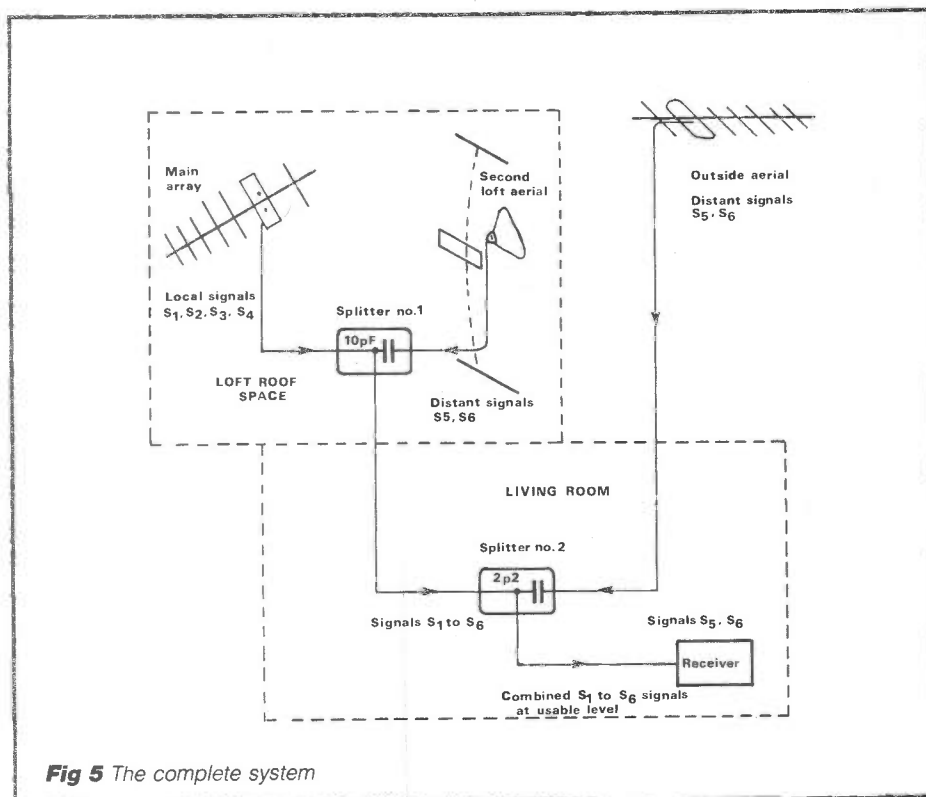 Main
array
Second
loft aerial
Outside aerial
Distant signals
S5, S6
Local signals
S1, S2, S3, S4
Splitter no.1
10pF
LOFT ROOF
SPACE
Distant signals
S5, S6
LIVING ROOM
Splitter no. 2
2p2
Signals S1 to S6
Signals S5, S6
Receiver
Combined S1 to S6 signals
at usable level
Fig 5 The complete system